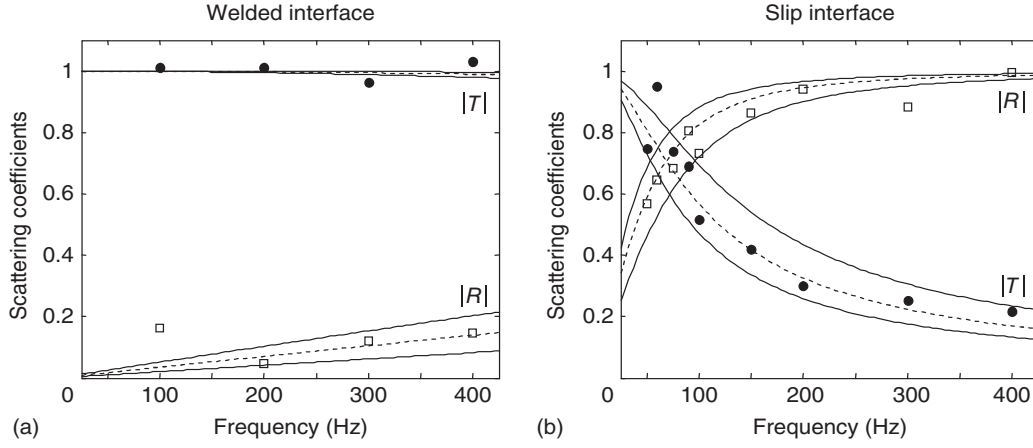 Welded interface
Scattering coefficients
1
0.8
0.6
0.4
0.2
0
100
200
300
400
|T|
|R|
Frequency (Hz)
(a)
Slip interface
Scattering coefficients
1
0.8
0.6
0.4
0.2
0
100
200
300
400
|R|
|T|
Frequency (Hz)
(b)